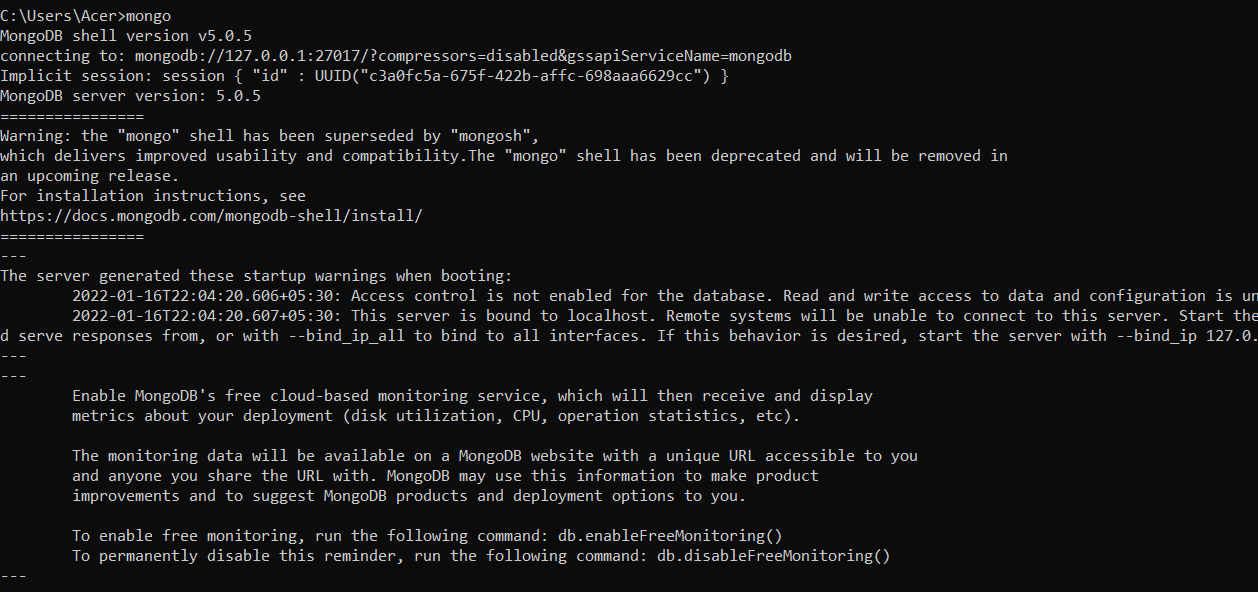 C:\Users\Acer>mongo
MongoDB shell version v5.0.5
connecting to: mongodb://127.0.0.1:27017/?compressors=disabled&gssapiServiceName=mongodb
Implicit session: session { "id" : UUID("c3a0fc5a-675f-422b-affc-698aaa6629cc") }
MongoDB server version: 5.0.5
================
Warning: the "mongo" shell has been superseded by "mongosh",
which delivers improved usability and compatibility.The "mongo" shell has been deprecated and will be removed in
an upcoming release.
For installation instructions, see
https://docs.mongodb.com/mongodb-shell/install/
================
---
The server generated these startup warnings when booting:
        2022-01-16T22:04:20.606+05:30: Access control is not enabled for the database. Read and write access to data and configuration is un
        2022-01-16T22:04:20.607+05:30: This server is bound to localhost. Remote systems will be unable to connect to this server. Start the
d serve responses from, or with --bind_ip_all to bind to all interfaces. If this behavior is desired, start the server with --bind_ip 127.0.
---
---
        Enable MongoDB's free cloud-based monitoring service, which will then receive and display
        metrics about your deployment (disk utilization, CPU, operation statistics, etc).

        The monitoring data will be available on a MongoDB website with a unique URL accessible to you
        and anyone you share the URL with. MongoDB may use this information to make product
        improvements and to suggest MongoDB products and deployment options to you.

        To enable free monitoring, run the following command: db.enableFreeMonitoring()
        To permanently disable this reminder, run the following command: db.disableFreeMonitoring()
---